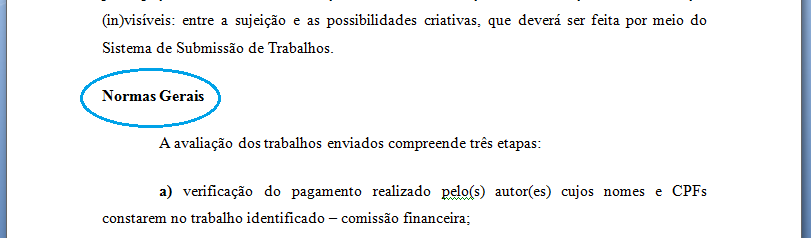 (in)visíveis: entre a sujeição e as possibilidades criativas, que deverá ser feita por meio do
Sistema de Submissão de Trabalhos.
Normas Gerais
A avaliação dos trabalhos enviados compreende três etapas:
a) verificação do pagamento realizado pelo(s) autor(es) cujos nomes e CPFs
constarem no trabalho identificado – comissão financeira;